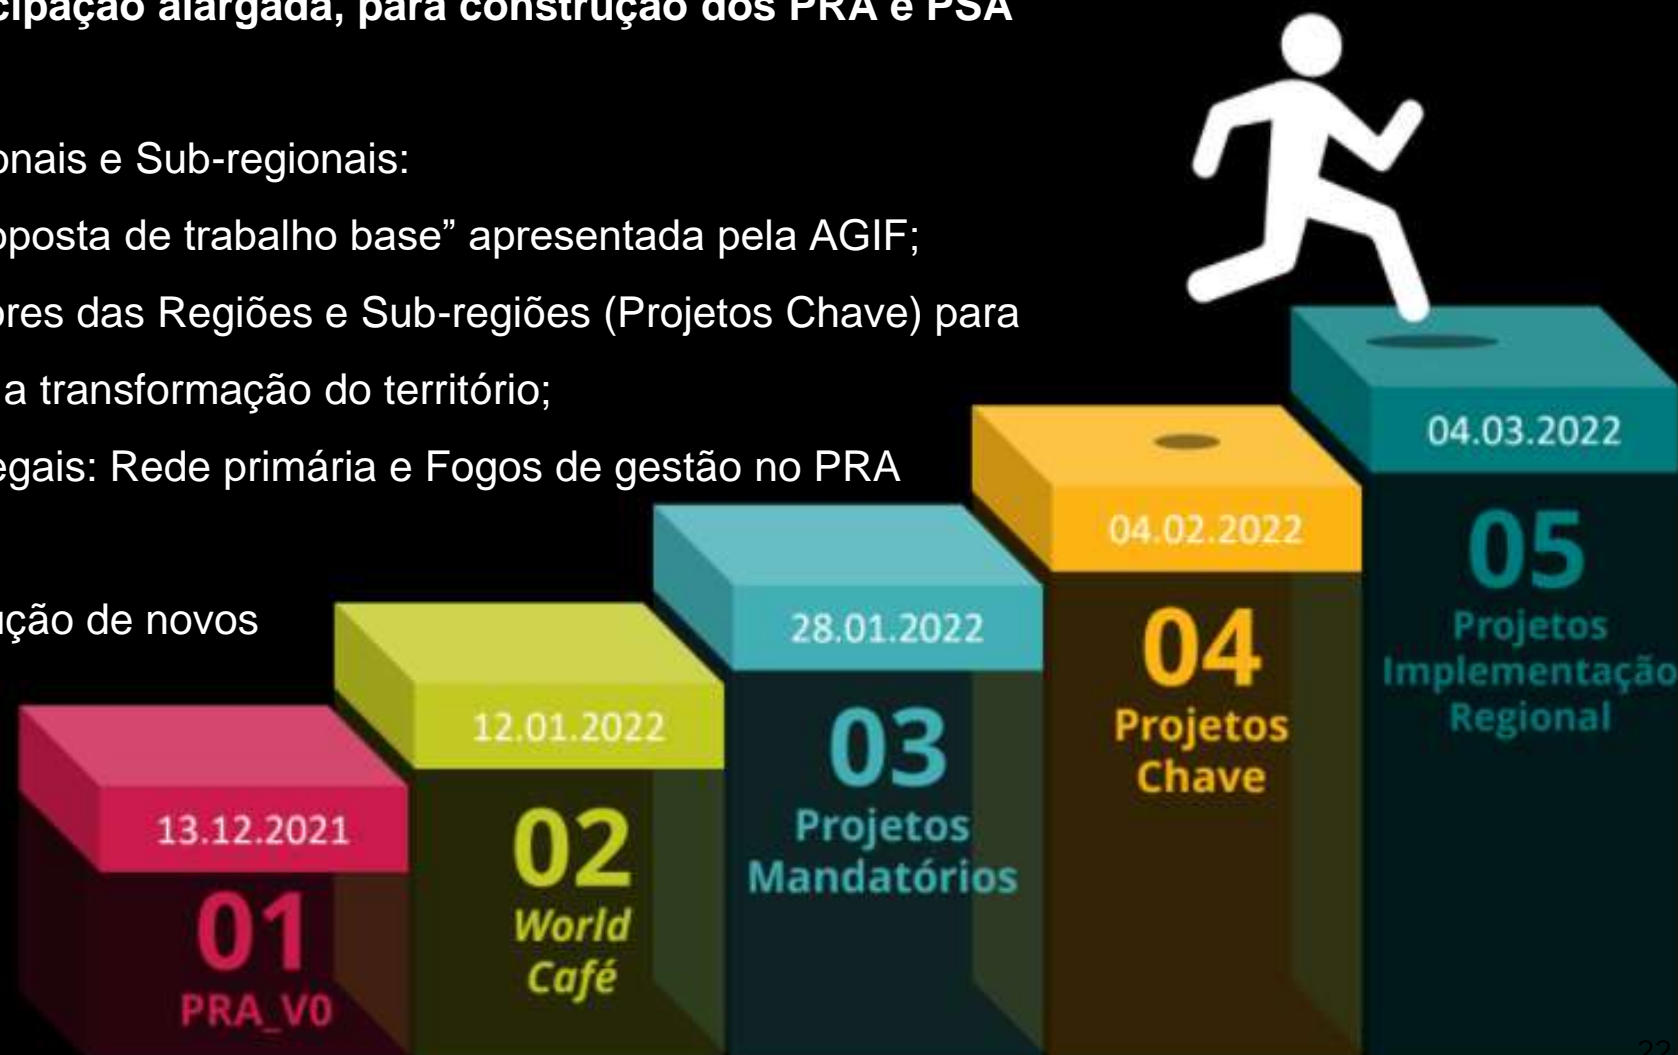 cipação alargada, para construção dos PRA e PSA
onais e Sub-regionais:
oposta de trabalho base” apresentada pela AGIF;
ores das Regiões e Sub-regiões (Projetos Chave) para
a transformação do território;
egais: Rede primária e Fogos de gestão no PRA
ução de novos
13.12.2021
01
PRA_V0
12.01.2022
02
World
Café
28.01.2022
03
Projetos
Mandatórios
04.02.2022
04
Projetos
Chave
04.03.2022
05
Projetos
Implementação
Regional
22